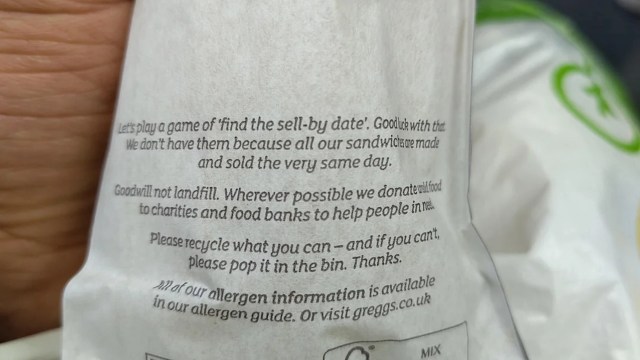 Let's play a game of 'find the sell-by date'. Good luck with that.
We don't have them because all our sandwiches are made
and sold the very same day.
Goodwill not landfill. Wherever possible we donate unsold food
to charities and food banks to help people in need.
Please recycle what you can – and if you can't,
please pop it in the bin. Thanks.
All of our allergen information is available
in our allergen guide. Or visit greggs.co.uk
MIX